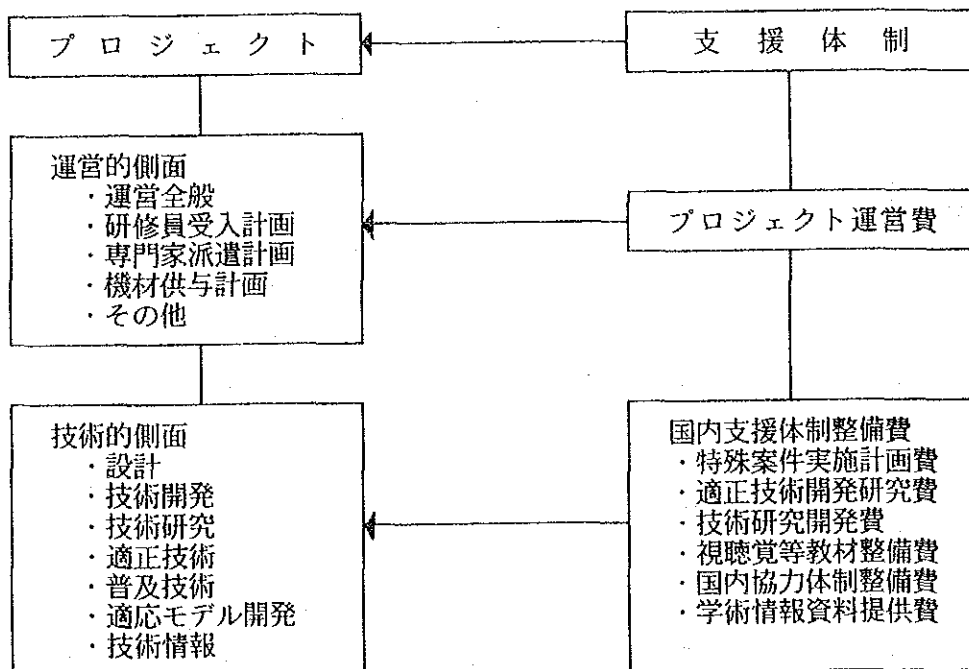 プロジェクト
支援体制
運営的側面
・運営全般
・研修員受入計画
・専門家派遣計画
・機材供与計画
・その他
プロジェクト運営費
技術的側面
・設計
・技術開発
・技術研究
・適正技術
・普及技術
・適応モデル開発
・技術情報
国内支援体制整備費
・特殊案件実施計画費
・適正技術開発研究費
・技術研究開発費
・視聴覚等教材整備費
・国内協力体制整備費
・学術情報資料提供費